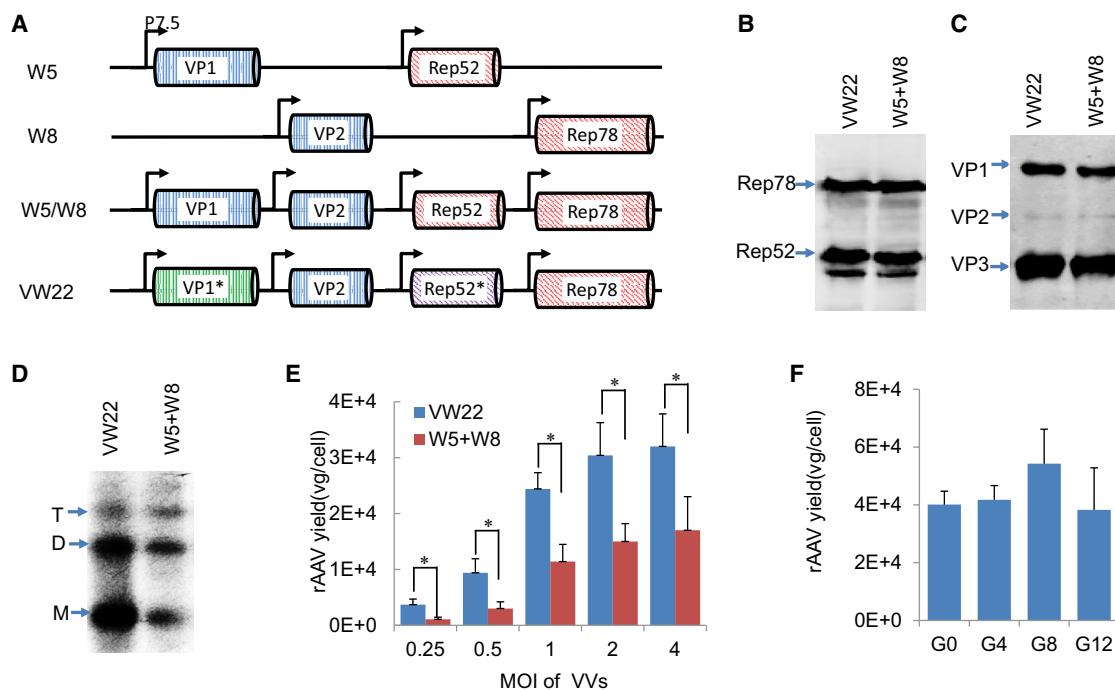 A
P7.5
W5
VP1
Rep52
W8
VP2
Rep78
W5/W8
VP1
VP2
Rep52
Rep78
VW22
VP1*
VP2
Rep52*
Rep78
B
VW22
W5+W8
Rep78
Rep52
C
VW22
W5+W8
VP1
VP2
VP3
D
VW22
W5+W8
T
D
M
E
rAAV yield(vg/cell)
4E+4
3E+4
2E+4
1E+4
0E+0
VW22
W5+W8
*
*
*
*
*
0.25 0.5 1 2 4
MOI of VVs
F
rAAV yield(vg/cell)
8E+4
6E+4
4E+4
2E+4
0E+0
G0 G4 G8 G12